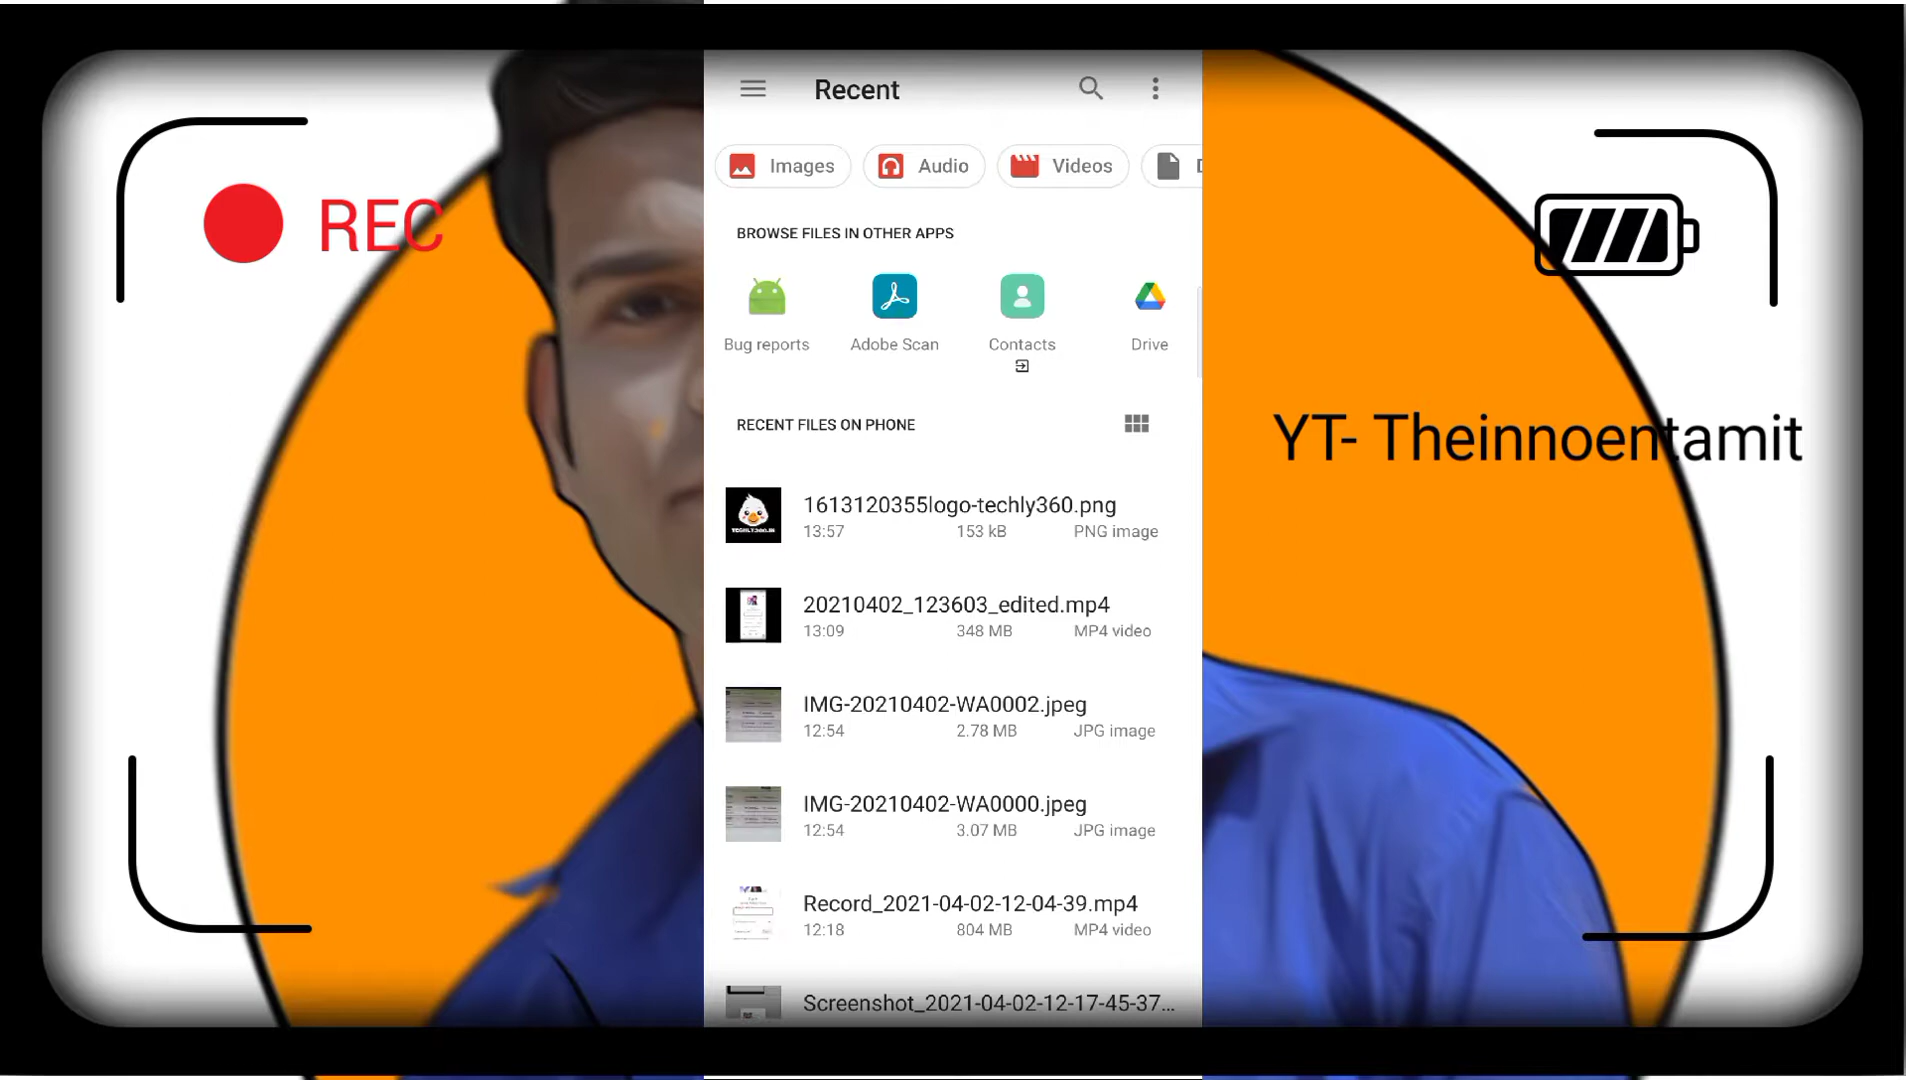 REC
YT- Theinnoentamit
Recent
Images
Audio
Videos
BROWSE FILES IN OTHER APPS
Bug reports
Adobe Scan
Contacts
Drive
RECENT FILES ON PHONE
1613120355logo-techly360.png
13:57 153 kB PNG image
20210402_123603_edited.mp4
13:09 348 MB MP4 video
IMG-20210402-WA0002.jpeg
12:54 2.78 MB JPG image
IMG-20210402-WA0000.jpeg
12:54 3.07 MB JPG image
Record_2021-04-02-12-04-39.mp4
12:18 804 MB MP4 video
Screenshot_2021-04-02-12-17-45-37...